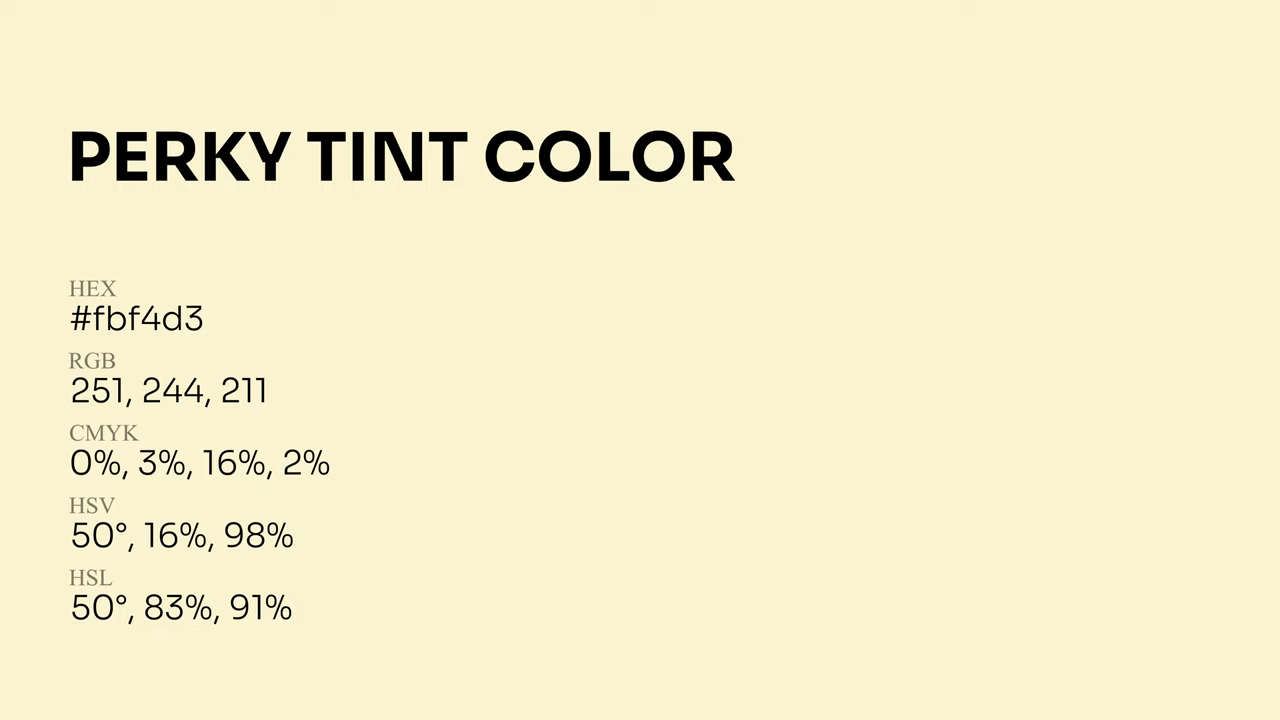 PERKY TINT COLOR
HEX
#fbf4d3
RGB
251, 244, 211
CMYK
0%, 3%, 16%, 2%
HSV
50°, 16%, 98%
HSL
50°, 83%, 91%